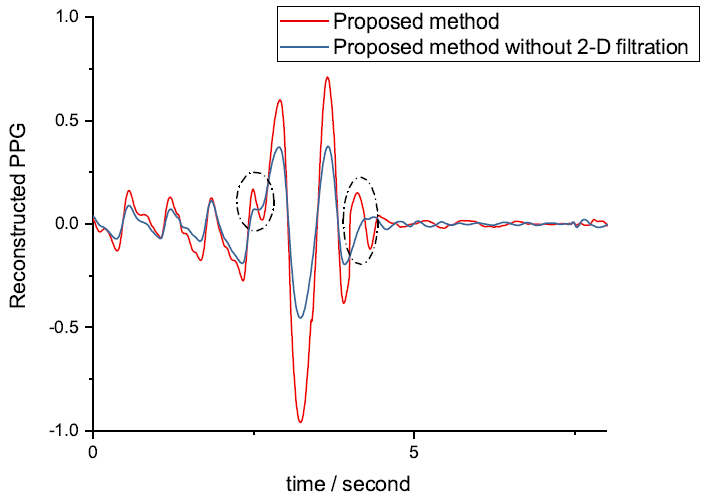 Proposed method
Proposed method without 2-D filtration
1.0
0.5
0.0
-0.5
-1.0
Reconstructed PPG
0
5
time / second